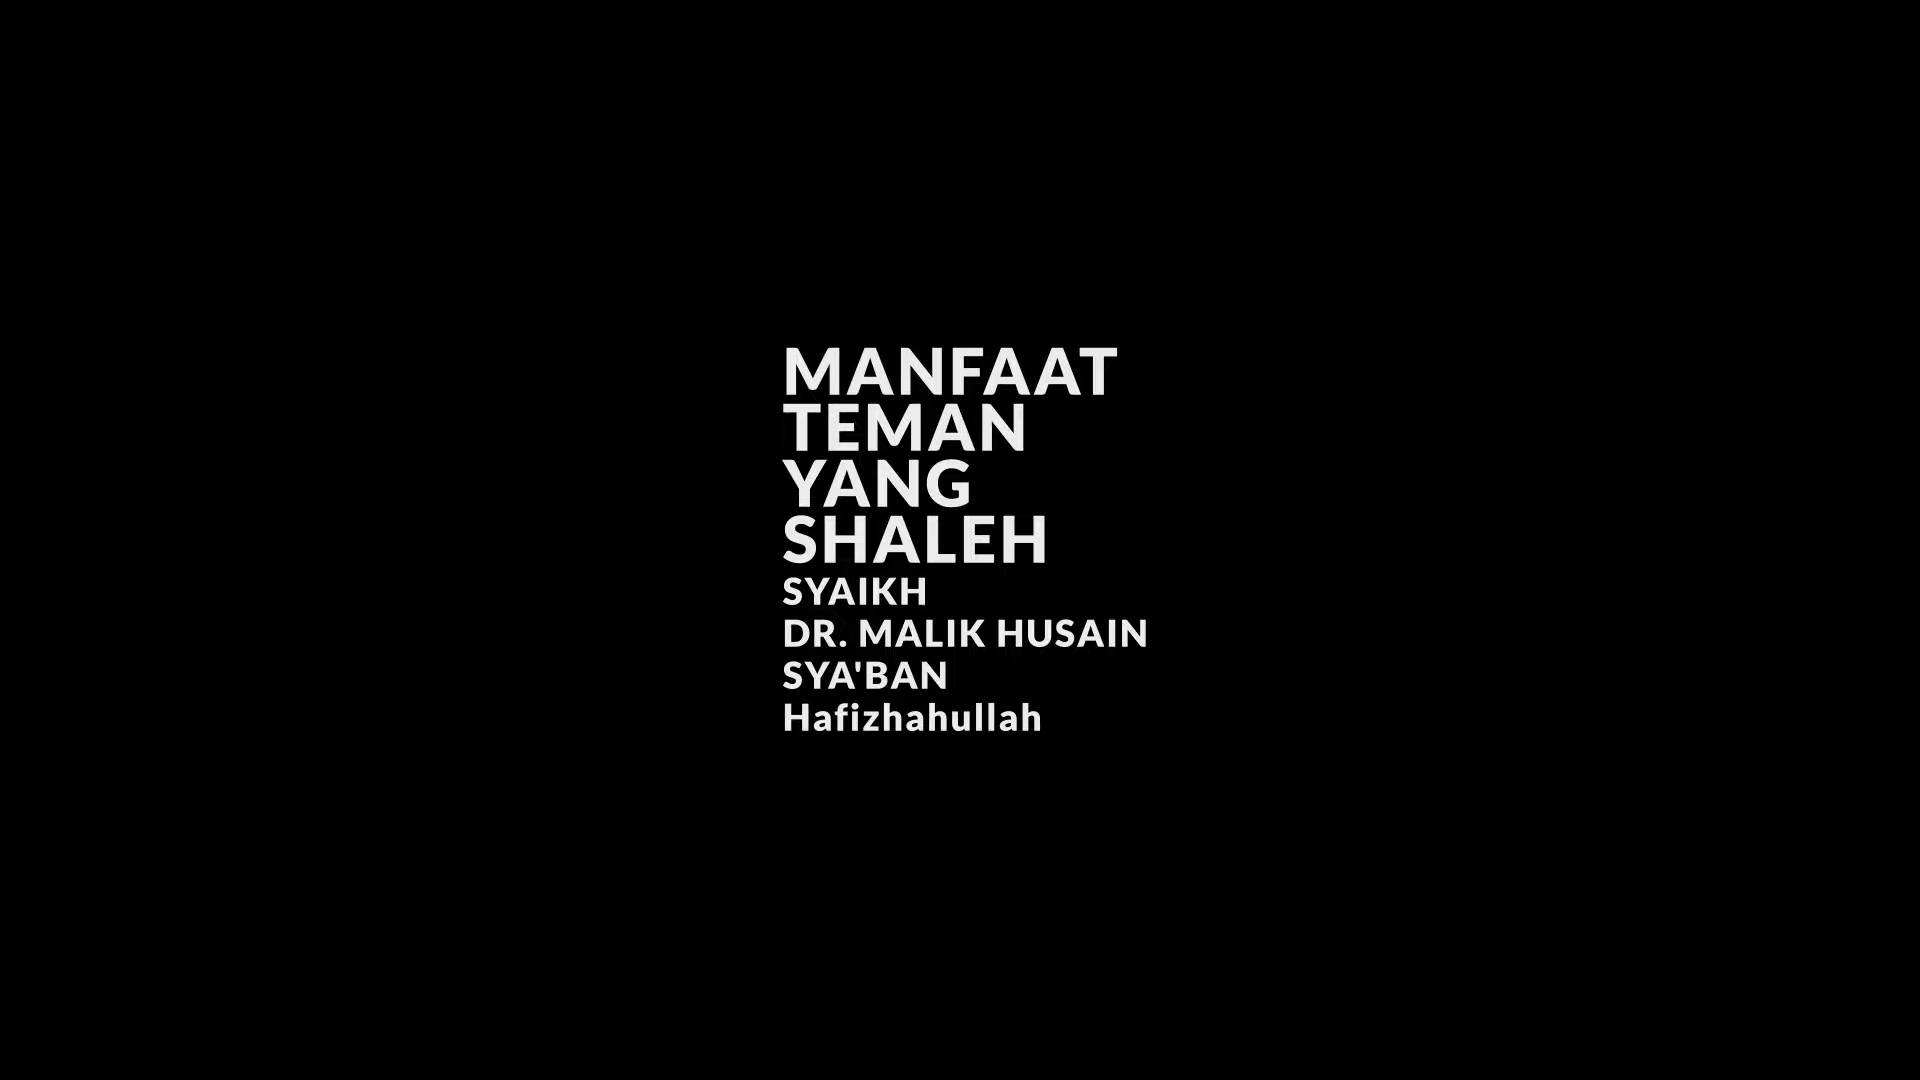 MANFAAT
TEMAN
YANG
SHALEH
SYAIKH
DR. MALIK HUSAIN
SYA'BAN
Hafizhahullah